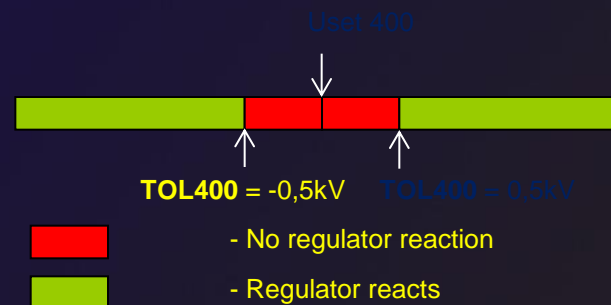 Uset 400
TOL400 = -0,5kV TOL400 = 0,5kV
- No regulator reaction
- Regulator reacts